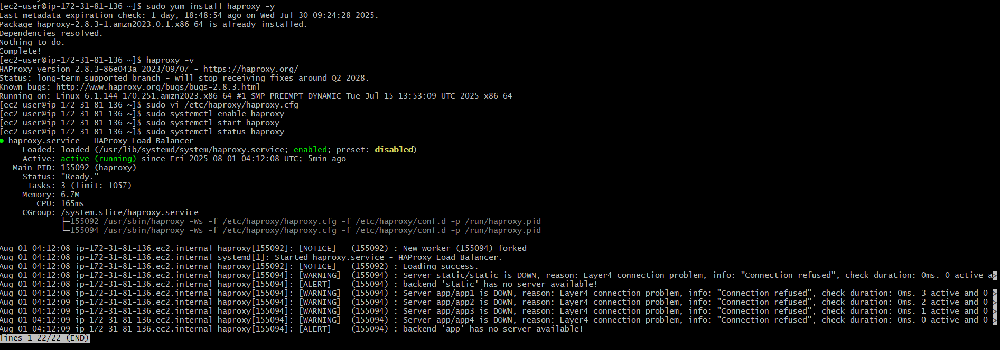 [ec2-user@ip-172-31-81-136 ~]$ sudo yum install haproxy -y
Last metadata expiration check: 1 day, 18:48:54 ago on Wed Jul 30 09:24:28 2025.
Package haproxy-2.8.3-1.amzn2023.0.1.x86_64 is already installed.
Dependencies resolved.
Nothing to do.
Complete!
[ec2-user@ip-172-31-81-136 ~]$ haproxy -v
HAProxy version 2.8.3-86e043a 2023/09/07 - https://haproxy.org/
Status: long-term supported branch - will stop receiving fixes around Q2 2028.
Known bugs: http://www.haproxy.org/bugs/bugs-2.8.3.html
Running on: Linux 6.1.144-170.251.amzn2023.x86_64 #1 SMP PREEMPT_DYNAMIC Tue Jul 15 13:53:09 UTC 2025 x86_64
[ec2-user@ip-172-31-81-136 ~]$ sudo vi /etc/haproxy/haproxy.cfg
[ec2-user@ip-172-31-81-136 ~]$ sudo systemctl enable haproxy
[ec2-user@ip-172-31-81-136 ~]$ sudo systemctl start haproxy
[ec2-user@ip-172-31-81-136 ~]$ sudo systemctl status haproxy
● haproxy.service - HAProxy Load Balancer
Loaded: loaded (/usr/lib/systemd/system/haproxy.service; enabled; preset: disabled)
Active: active (running) since Fri 2025-08-01 04:12:08 UTC; 5min ago
Main PID: 155092 (haproxy)
Status: "Ready."
Tasks: 3 (limit: 1057)
Memory: 6.7M
CPU: 165ms
CGroup: /system.slice/haproxy.service
├─155092 /usr/sbin/haproxy -Ws -f /etc/haproxy/haproxy.cfg -f /etc/haproxy/conf.d -p /run/haproxy.pid
└─155094 /usr/sbin/haproxy -Ws -f /etc/haproxy/haproxy.cfg -f /etc/haproxy/conf.d -p /run/haproxy.pid
Aug 01 04:12:08 ip-172-31-81-136.ec2.internal haproxy[155092]: [NOTICE]   (155092) : New worker (155094) forked
Aug 01 04:12:08 ip-172-31-81-136.ec2.internal systemd[1]: Started haproxy.service - HAProxy Load Balancer.
Aug 01 04:12:08 ip-172-31-81-136.ec2.internal haproxy[155092]: [NOTICE]   (155092) : Loading success.
Aug 01 04:12:08 ip-172-31-81-136.ec2.internal haproxy[155094]: [WARNING]  (155094) : Server static/static is DOWN, reason: Layer4 connection problem, info: "Connection refused", check duration: 0ms. 0 active a>
Aug 01 04:12:08 ip-172-31-81-136.ec2.internal haproxy[155094]: [ALERT]    (155094) : backend 'static' has no server available!
Aug 01 04:12:08 ip-172-31-81-136.ec2.internal haproxy[155094]: [WARNING]  (155094) : Server app/app1 is DOWN, reason: Layer4 connection problem, info: "Connection refused", check duration: 0ms. 3 active and 0 >
Aug 01 04:12:09 ip-172-31-81-136.ec2.internal haproxy[155094]: [WARNING]  (155094) : Server app/app2 is DOWN, reason: Layer4 connection problem, info: "Connection refused", check duration: 0ms. 2 active and 0 >
Aug 01 04:12:09 ip-172-31-81-136.ec2.internal haproxy[155094]: [WARNING]  (155094) : Server app/app3 is DOWN, reason: Layer4 connection problem, info: "Connection refused", check duration: 0ms. 1 active and 0 >
Aug 01 04:12:09 ip-172-31-81-136.ec2.internal haproxy[155094]: [WARNING]  (155094) : Server app/app4 is DOWN, reason: Layer4 connection problem, info: "Connection refused", check duration: 0ms. 0 active and 0 >
Aug 01 04:12:09 ip-172-31-81-136.ec2.internal haproxy[155094]: [ALERT]    (155094) : backend 'app' has no server available!
lines 1-22/22 (END)